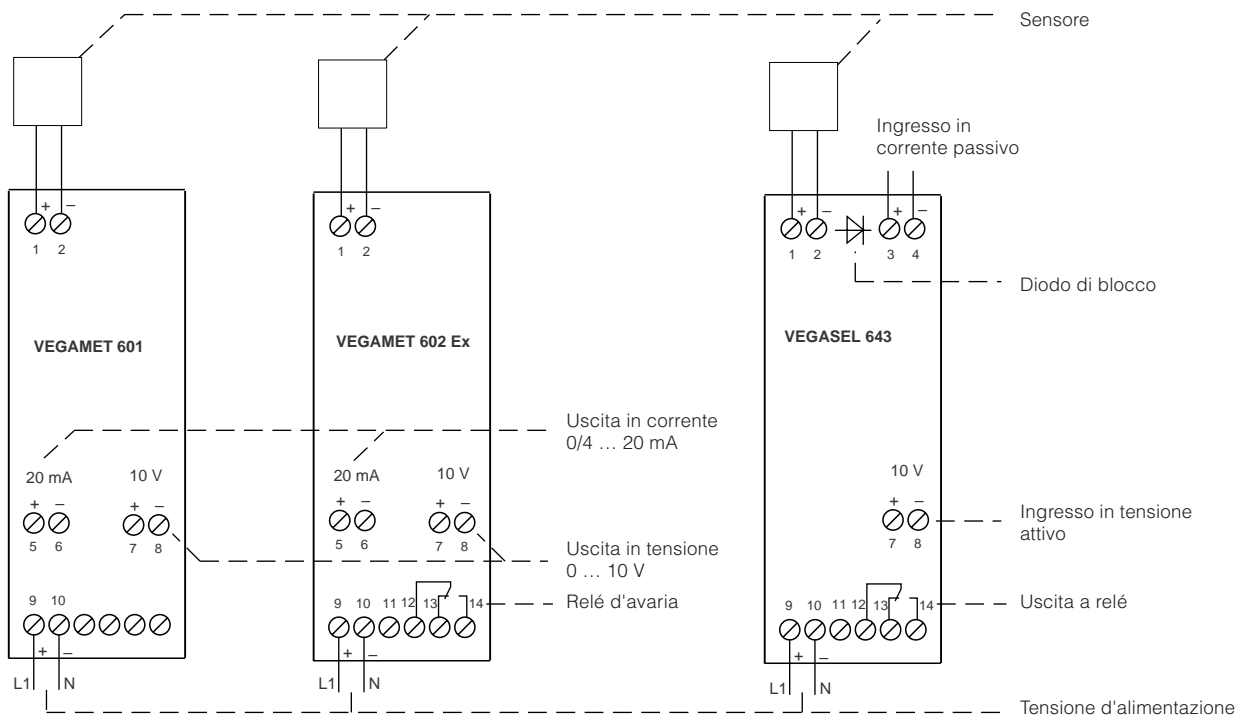 Sensore
Ingresso in
corrente passivo
+ –
1 2
+ –
1 2
+ – + –
1 2 3 4
Diodo di blocco
VEGAMET 601
VEGAMET 602 Ex
VEGASEL 643
Uscita in corrente
0/4 … 20 mA
20 mA 10 V
+ – + –
5 6 7 8
20 mA 10 V
+ – + –
5 6 7 8
10 V
+ –
7 8
Ingresso in tensione
attivo
Uscita in tensione
0 … 10 V
Relé d'avaria
Uscita a relé
9 10
9 10 11 12 13 14
9 10 11 12 13 14
+ –
L1 N
+ –
L1 N
+ –
L1 N
Tensione d'alimentazione